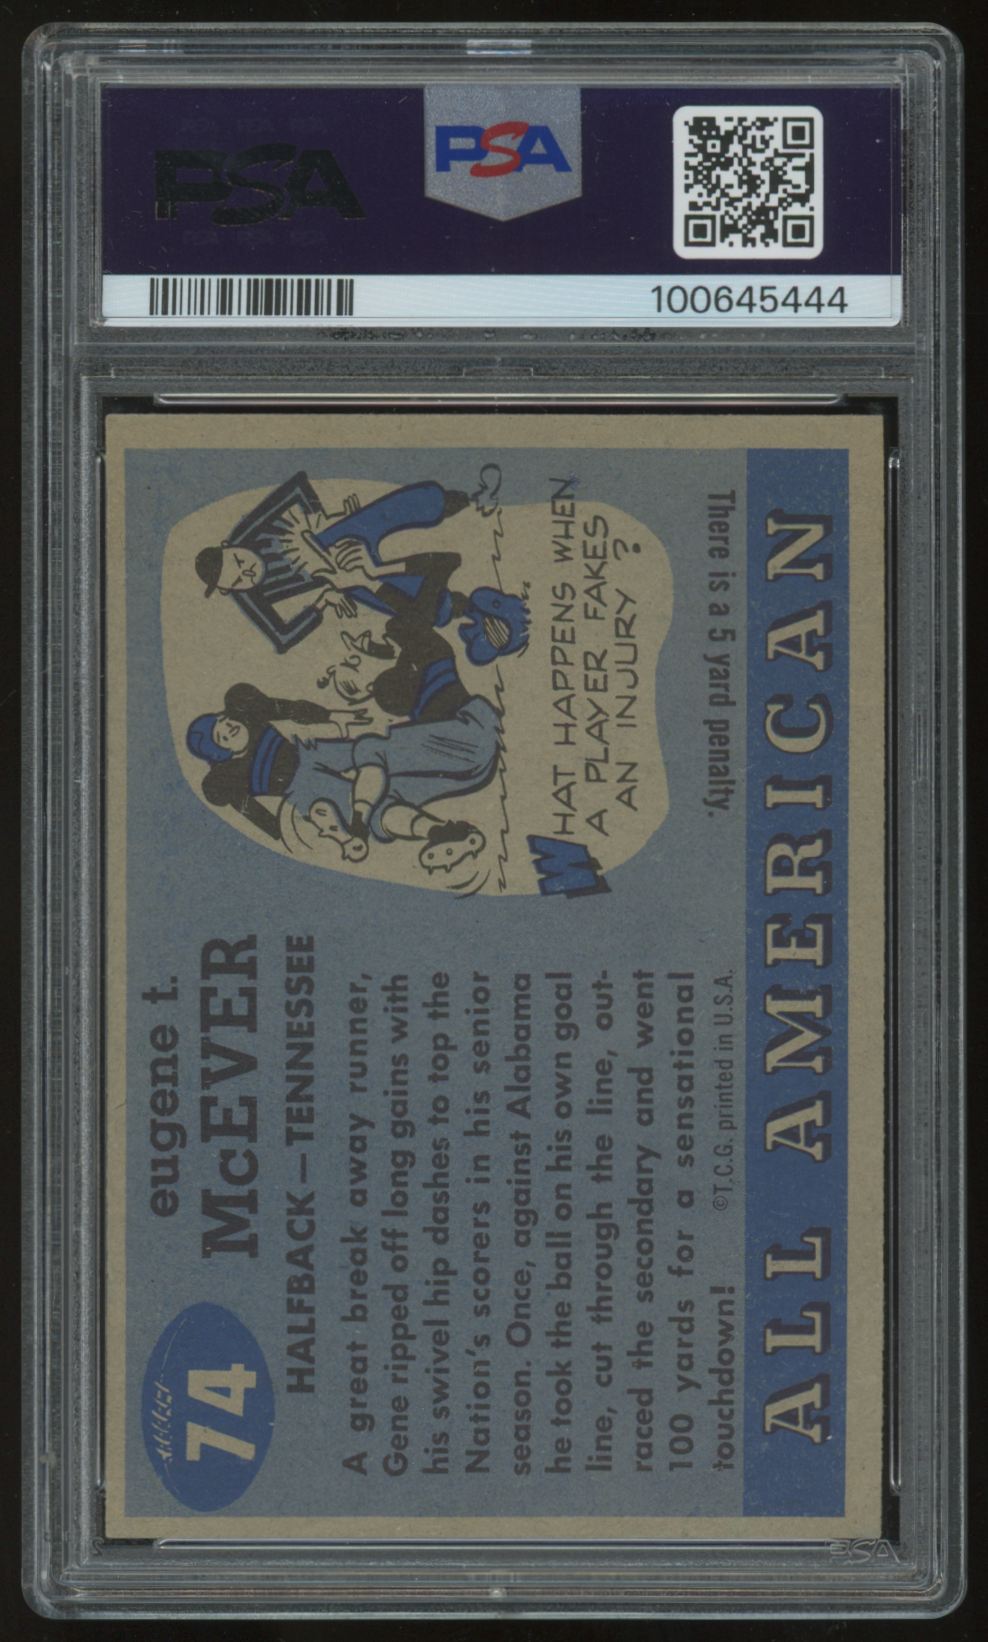 PSA
PSA
100645444
74
eugene t.
McEVER
HALFBACK — TENNESSEE
A great break away runner,
Gene ripped off long gains with
his swivel hip dashes to top the
Nation's scorers in his senior
season. Once, against Alabama
he took the ball on his own goal
line, cut through the line, out-
raced the secondary and went
100 yards for a sensational
touchdown!
©T.C.G. printed in U.S.A.
WHAT HAPPENS WHEN
A PLAYER FAKES
AN INJURY?
There is a 5 yard penalty.
ALL AMERICAN
PSA